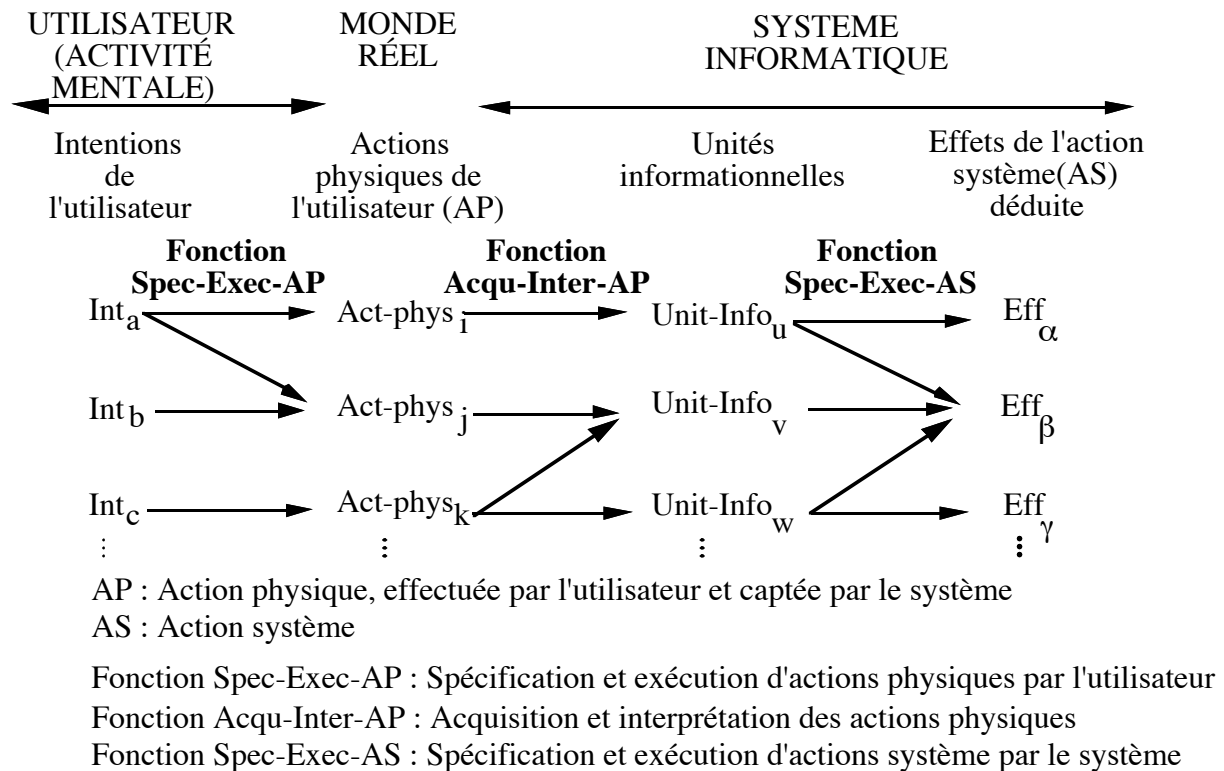 UTILISATEUR
(ACTIVITÉ
MENTALE)
MONDE
RÉEL
SYSTEME
INFORMATIQUE
Intentions
de
l'utilisateur
Actions
physiques de
l'utilisateur (AP)
Unités
informationnelles
Effets de l'action
système(AS)
déduite
Fonction
Spec-Exec-AP
Fonction
Acqu-Inter-AP
Fonction
Spec-Exec-AS
Int a
Act-phys i
Unit-Info u
Eff α
Int b
Act-phys j
Unit-Info v
Eff β
Int c
Act-phys k
Unit-Info w
Eff γ
AP : Action physique, effectuée par l'utilisateur et captée par le système
AS : Action système
Fonction Spec-Exec-AP : Spécification et exécution d'actions physiques par l'utilisateur
Fonction Acqu-Inter-AP : Acquisition et interprétation des actions physiques
Fonction Spec-Exec-AS : Spécification et exécution d'actions système par le système